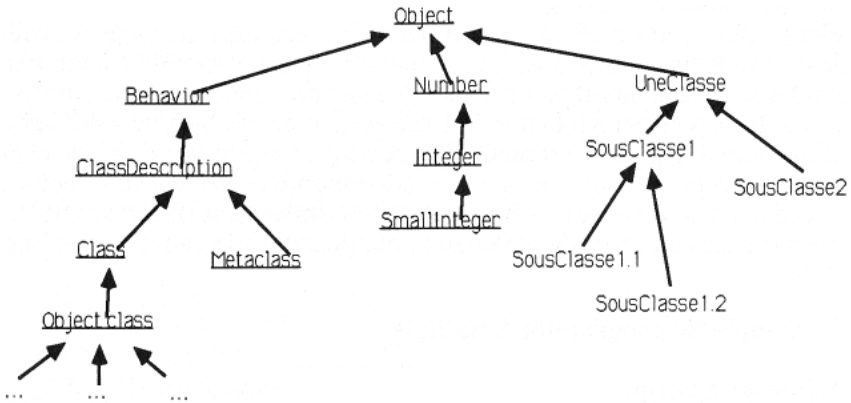 Object
Behavior
Number
UneClasse
ClassDescription
Integer
SousClasse1
SousClasse2
SmallInteger
Class
Metaclass
SousClasse1.1
SousClasse1.2
Object class
... ... ...